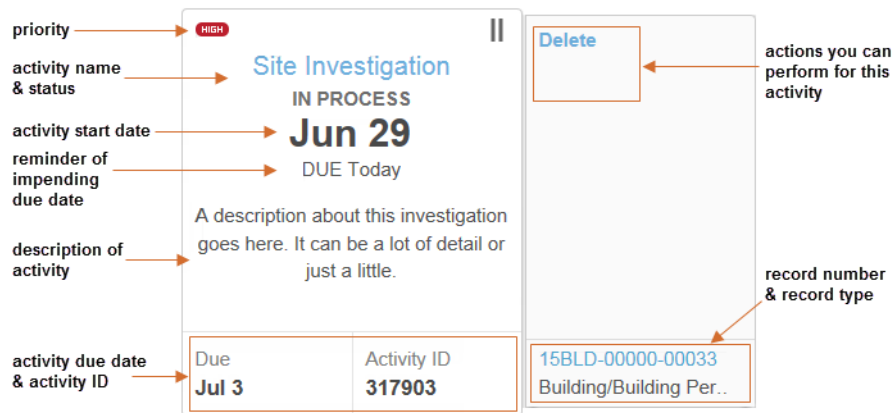 priority
activity name
& status
activity start date
reminder of
impending
due date
description of
activity
activity due date
& activity ID
HIGH
Site Investigation
IN PROCESS
Jun 29
DUE Today
A description about this investigation
goes here. It can be a lot of detail or
just a little.
Due
Jul 3
Activity ID
317903
Delete
15BLD-00000-00033
Building/Building Per..
actions you can
perform for this
activity
record number
& record type